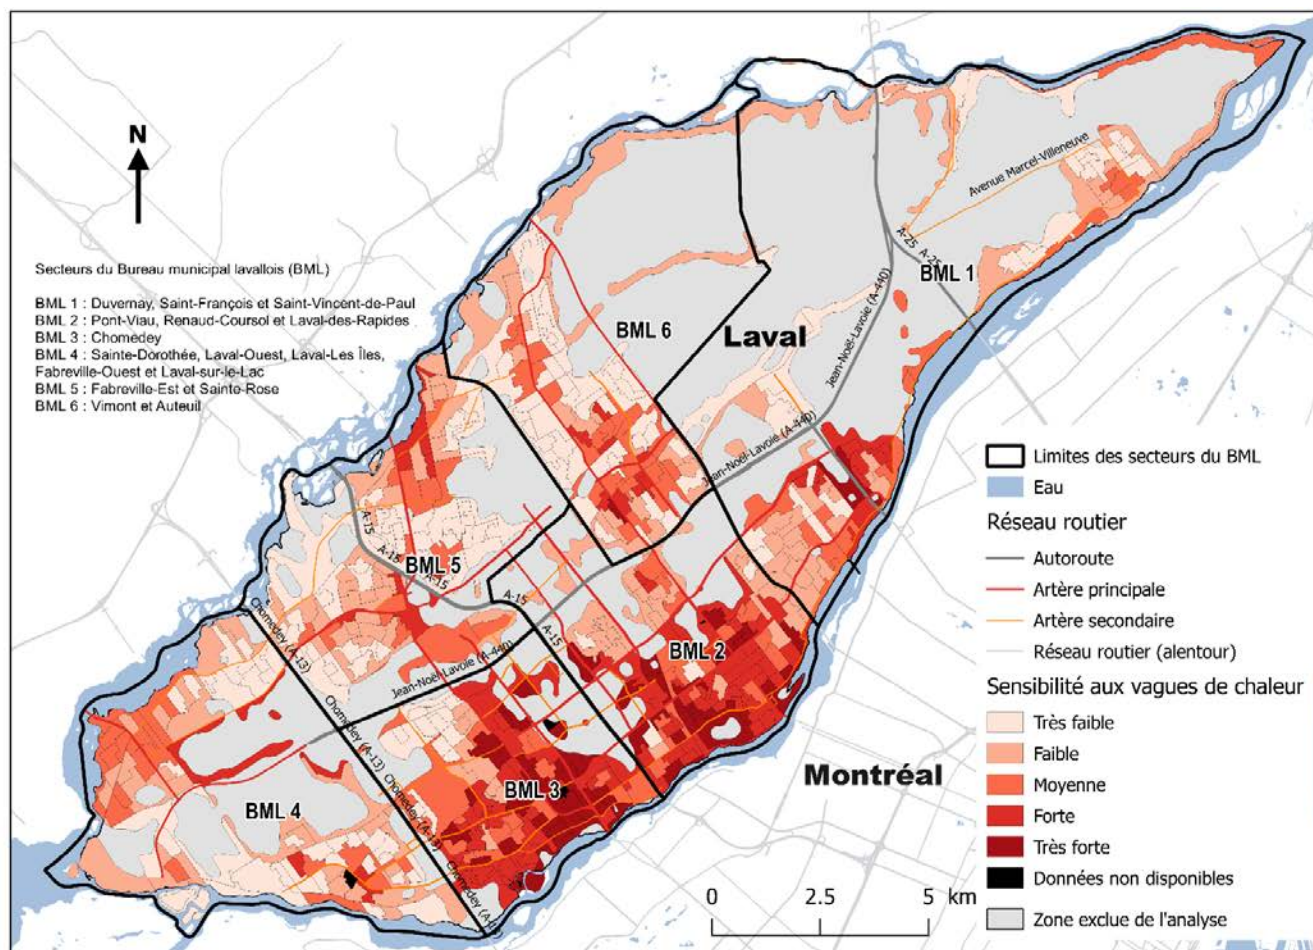 N
Secteurs du Bureau municipal lavallois (BML)
BML 1 : Duvernay, Saint-François et Saint-Vincent-de-Paul
BML 2 : Pont-Viau, Renaud-Coursol et Laval-des-Rapides
BML 3 : Chomedey
BML 4 : Sainte-Dorothée, Laval-Ouest, Laval-Les Îles,
Fabreville-Ouest et Laval-sur-le-Lac
BML 5 : Fabreville-Est et Sainte-Rose
BML 6 : Vimont et Auteuil
Avenue Marcel-Villeneuve
A-25
A-25
BML 1
Jean-Noël-Lavoie (A-440)
BML 6
Laval
Jean-Noël-Lavoie (A-440)
A-15
A-15
A-15
BML 5
A-15
A-15
BML 2
Chomedey (A-13)
Jean-Noël-Lavoie (A-440)
Chomedey (A-13)
BML 3
BML 4
Chomedey (A-13)
Chomedey
Montréal
0 2.5 5 km
Limites des secteurs du BML
Eau
Réseau routier
Autoroute
Artère principale
Artère secondaire
Réseau routier (alentour)
Sensibilité aux vagues de chaleur
Très faible
Faible
Moyenne
Forte
Très forte
Données non disponibles
Zone exclue de l'analyse